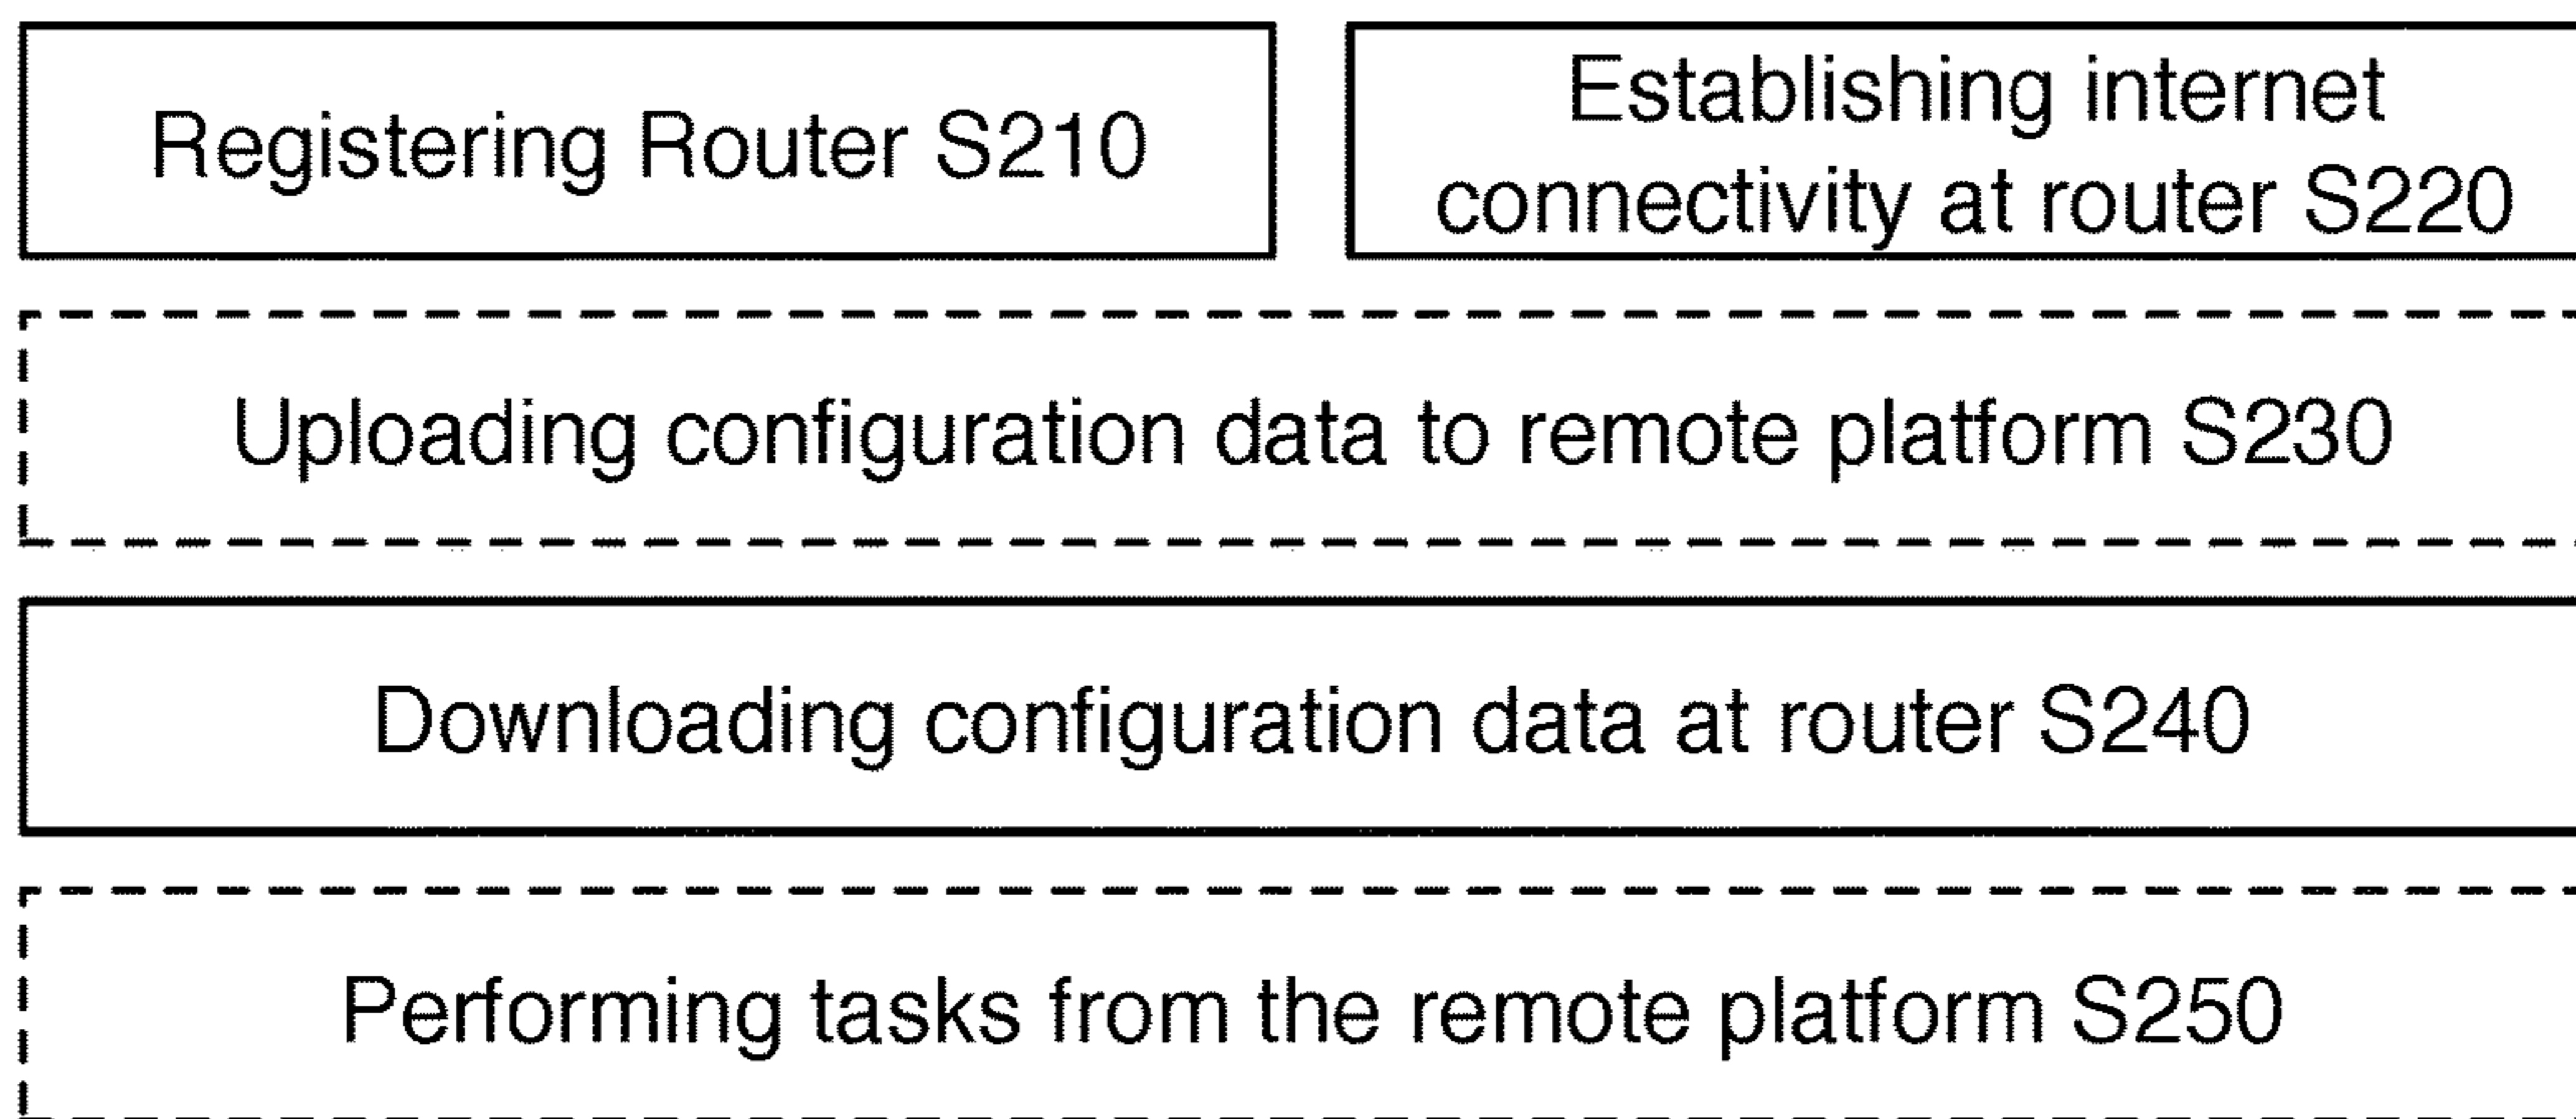 Registering Router S210
Establishing internet
connectivity at router S220
Uploading configuration data to remote platform S230
Downloading configuration data at router S240
Performing tasks from the remote platform S250